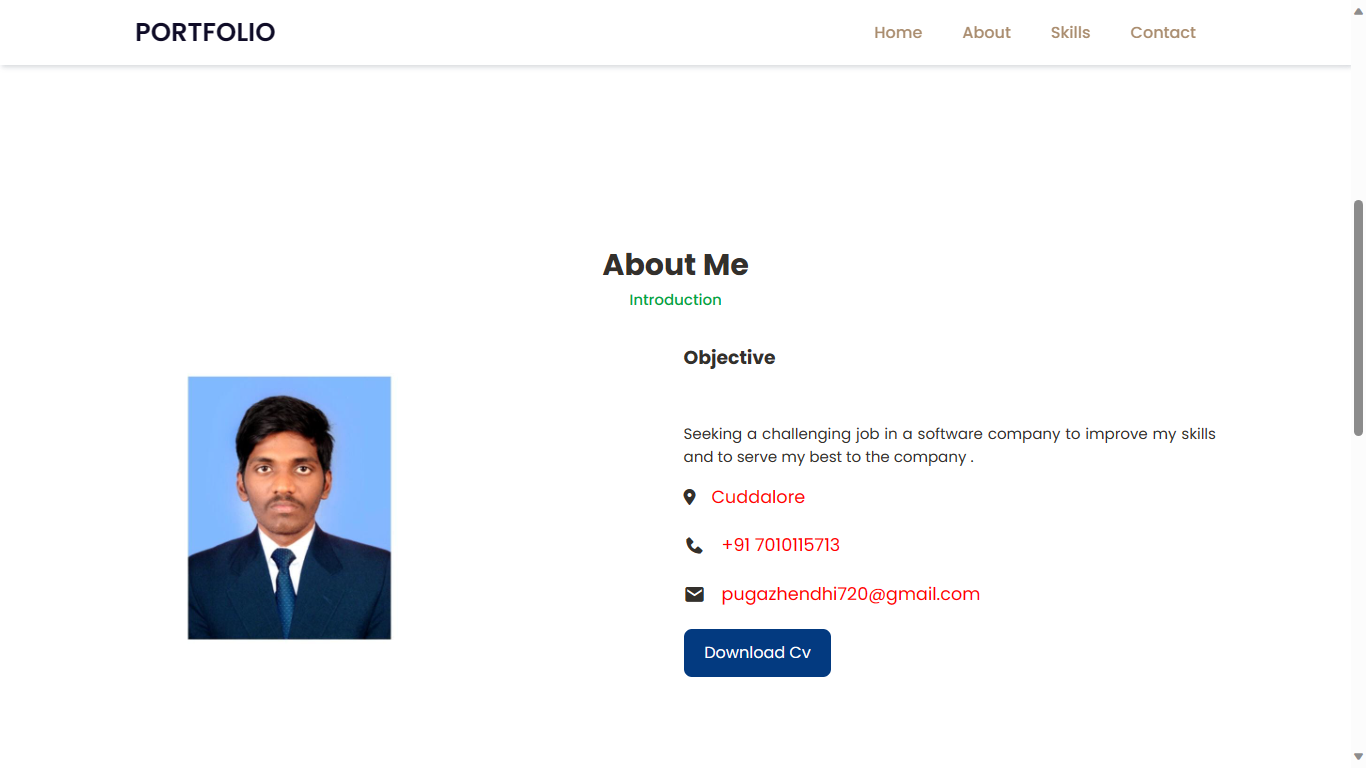 PORTFOLIO
Home About Skills Contact
About Me
Introduction
Objective
Seeking a challenging job in a software company to improve my skills
and to serve my best to the company .
Cuddalore
+91 7010115713
pugazhendhi720@gmail.com
Download Cv